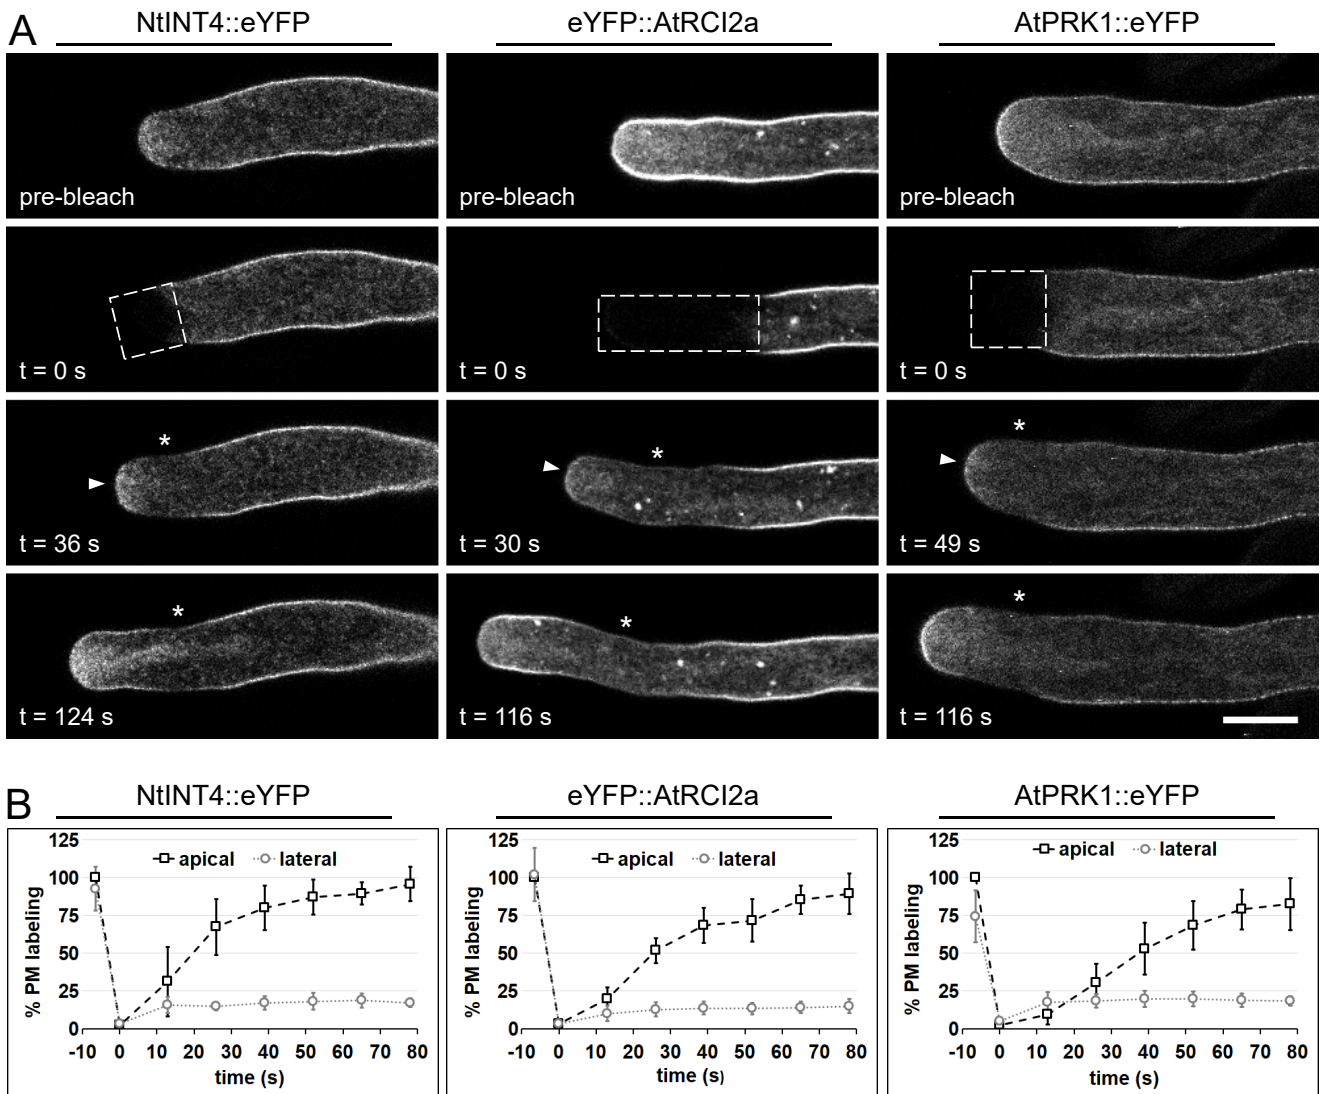 A
NtINT4::eYFP eYFP::AtRCI2a AtPRK1::eYFP
pre-bleach pre-bleach pre-bleach
t = 0 s t = 0 s t = 0 s
* * *
t = 36 s t = 30 s t = 49 s
* * *
t = 124 s t = 116 s t = 116 s
B
NtINT4::eYFP eYFP::AtRCI2a AtPRK1::eYFP
% PM labeling
125
100
75
50
25
0
apical lateral
-10 0 10 20 30 40 50 60 70 80
time (s)
% PM labeling
125
100
75
50
25
0
apical lateral
-10 0 10 20 30 40 50 60 70 80
time (s)
% PM labeling
125
100
75
50
25
0
apical lateral
-10 0 10 20 30 40 50 60 70 80
time (s)